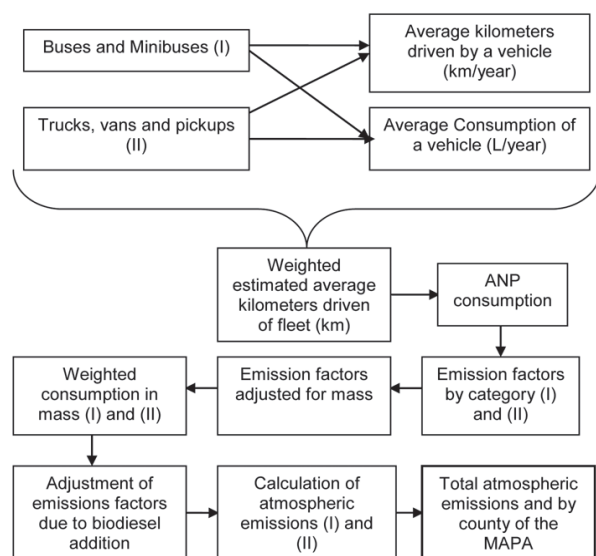 Buses and Minibuses (I)
Average kilometers
driven by a vehicle
(km/year)
Trucks, vans and pickups
(II)
Average Consumption of
a vehicle (L/year)
Weighted
estimated average
kilometers driven
of fleet (km)
ANP
consumption
Weighted
consumption in
mass (I) and (II)
Emission factors
adjusted for mass
Emission factors
by category (I)
and (II)
Adjustment of
emissions factors
due to biodiesel
addition
Calculation of
atmospheric
emissions (I) and
(II)
Total atmospheric
emissions and by
county of the
MAPA